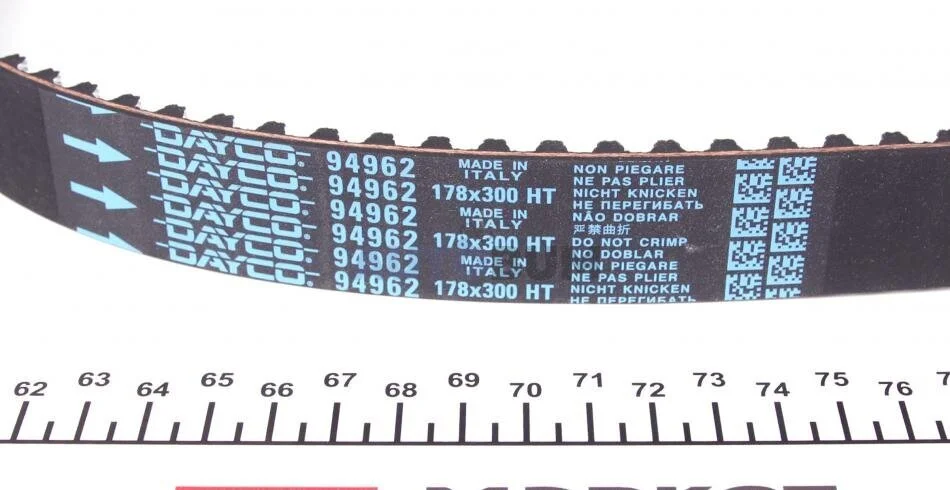 DAYCO
DAYCO
DAYCO
DAYCO
DAYCO
DAYCO
94962
94962
94962
94962
94962
94962
MADE IN
ITALY
178x300 HT
MADE IN
ITALY
178x300 HT
MADE IN
ITALY
178x300 HT
NON PIEGARE
NE PAS PLIER
NICHT KNICKEN
НЕ ПЕРЕГИБАТЬ
NÃO DOBRAR
严禁曲折
DO NOT CRIMP
NO DOBLAR
NON PIEGARE
NE PAS PLIER
NICHT KNICKEN
НЕ ПЕРЕГИБАТЬ
62 63 64 65 66 67 68 69 70 71 72 73 74 75 76